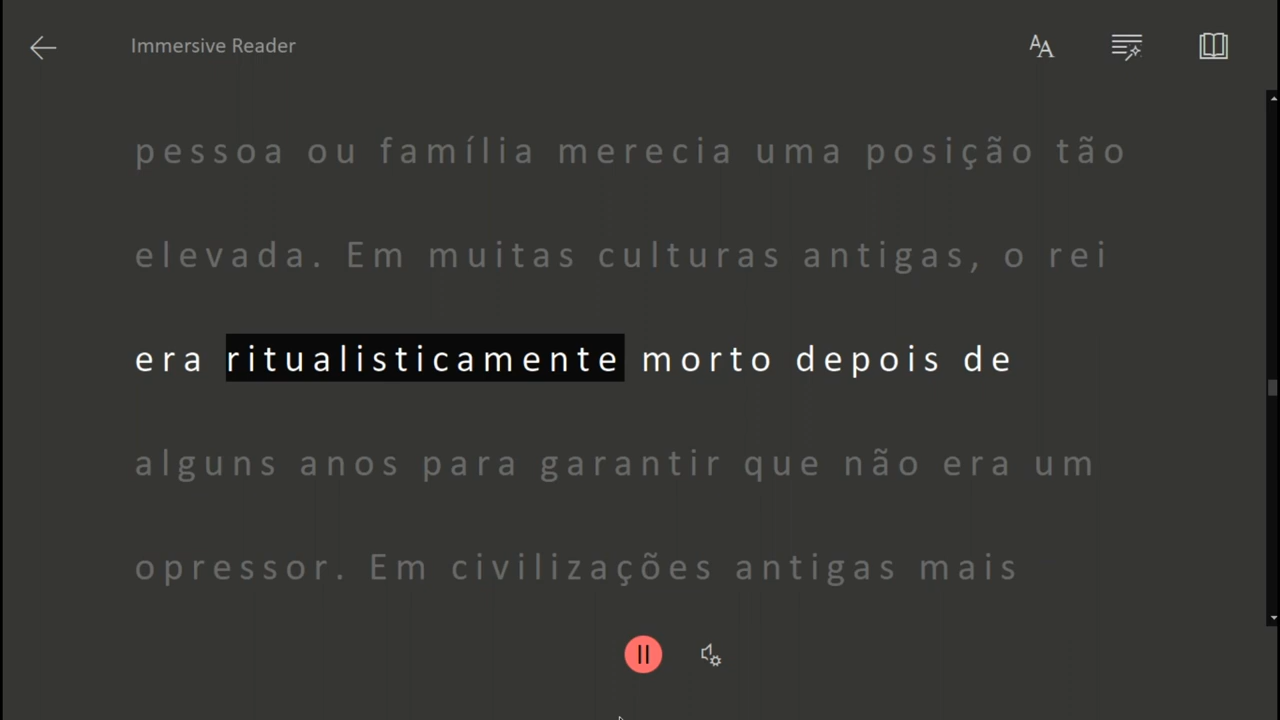 Immersive Reader
pessoa ou família merecia uma posição tão
elevada. Em muitas culturas antigas, o rei
era ritualisticamente morto depois de
alguns anos para garantir que não era um
opressor. Em civilizações antigas mais